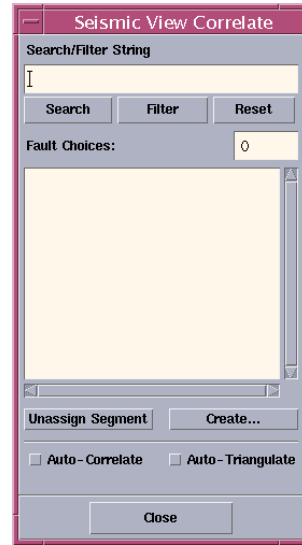 Seismic View Correlate
Search/Filter String
Search Filter Reset
Fault Choices: 0
Unassign Segment Create...
Auto-Correlate Auto-Triangulate
Close